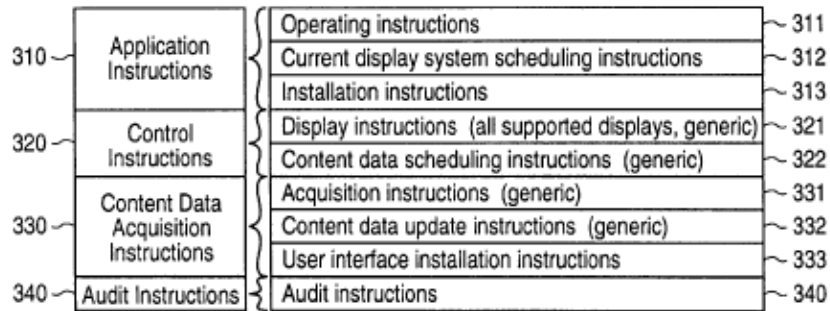 310
Application
Instructions
Operating instructions
311
Current display system scheduling instructions
312
Installation instructions
313
320
Control
Instructions
Display instructions (all supported displays, generic)
321
Content data scheduling instructions (generic)
322
330
Content Data
Acquisition
Instructions
Acquisition instructions (generic)
331
Content data update instructions (generic)
332
User interface installation instructions
333
340
Audit Instructions
Audit instructions
340